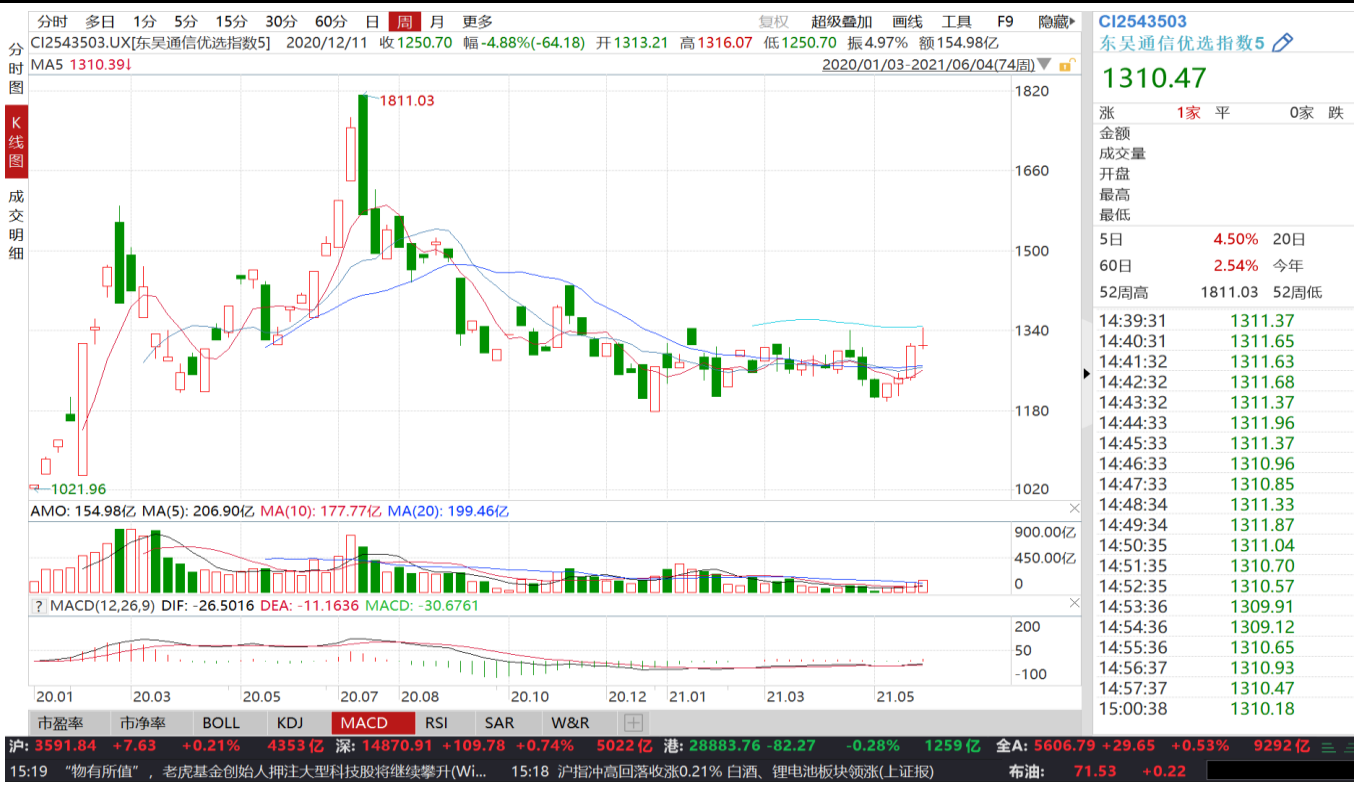 分时 多日 1分 5分 15分 30分 60分 日 周 月 更多 复权 超级叠加 画线 工具 F9 隐藏
CI2543503.UX[东吴通信优选指数5] 2020/12/11 收1250.70 幅-4.88%(-64.18) 开1313.21 高1316.07 低1250.70 振4.97% 额154.98亿
MA5 1310.39↓ 2020/01/03-2021/06/04(74周)
分时图
K线图
成交明细
1811.03
1021.96
1820
1660
1500
1340
1180
1020
AMO: 154.98亿 MA(5): 206.90亿 MA(10): 177.77亿 MA(20): 199.46亿
900.00亿
450.00亿
0
? MACD(12,26,9) DIF: -26.5016 DEA: -11.1636 MACD: -30.6761
200
50
-100
20.01 20.03 20.05 20.07 20.08 20.10 20.12 21.01 21.03 21.05
市盈率 市净率 BOLL KDJ MACD RSI SAR W&R
CI2543503
东吴通信优选指数5
1310.47
涨 1家 平 0家 跌
金额
成交量
开盘
最高
最低
5日 4.50% 20日
60日 2.54% 今年
52周高 1811.03 52周低
14:39:31 1311.37
14:40:31 1311.65
14:41:32 1311.63
14:42:32 1311.68
14:43:32 1311.37
14:44:33 1311.96
14:45:33 1311.37
14:46:33 1310.96
14:47:33 1310.85
14:48:34 1311.33
14:49:34 1311.87
14:50:35 1311.04
14:51:35 1310.70
14:52:35 1310.57
14:53:36 1309.91
14:54:36 1309.12
14:55:36 1310.65
14:56:37 1310.93
14:57:37 1310.47
15:00:38 1310.18
沪: 3591.84 +7.63 +0.21% 4353亿 深: 14870.91 +109.78 +0.74% 5022亿 港: 28883.76 -82.27 -0.28% 1259亿 全A: 5606.79 +29.65 +0.53% 9292亿
15:19 “物有所值”，老虎基金创始人押注大型科技股将继续攀升(Wi... 15:18 沪指冲高回落收涨0.21% 白酒、锂电池板块领涨(上证报) 布油: 71.53 +0.22